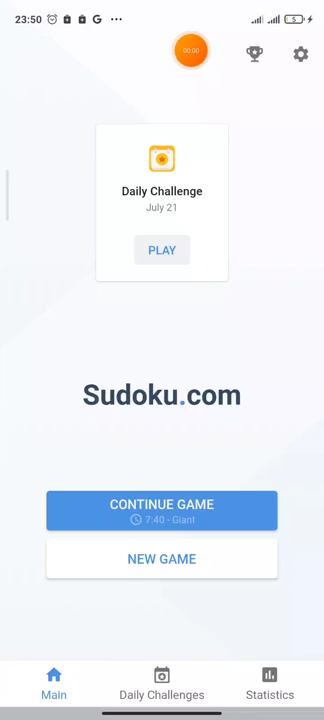 23:50
5
00:00
Daily Challenge
July 21
PLAY
Sudoku.com
CONTINUE GAME
7:40 - Giant
NEW GAME
Main
Daily Challenges
Statistics